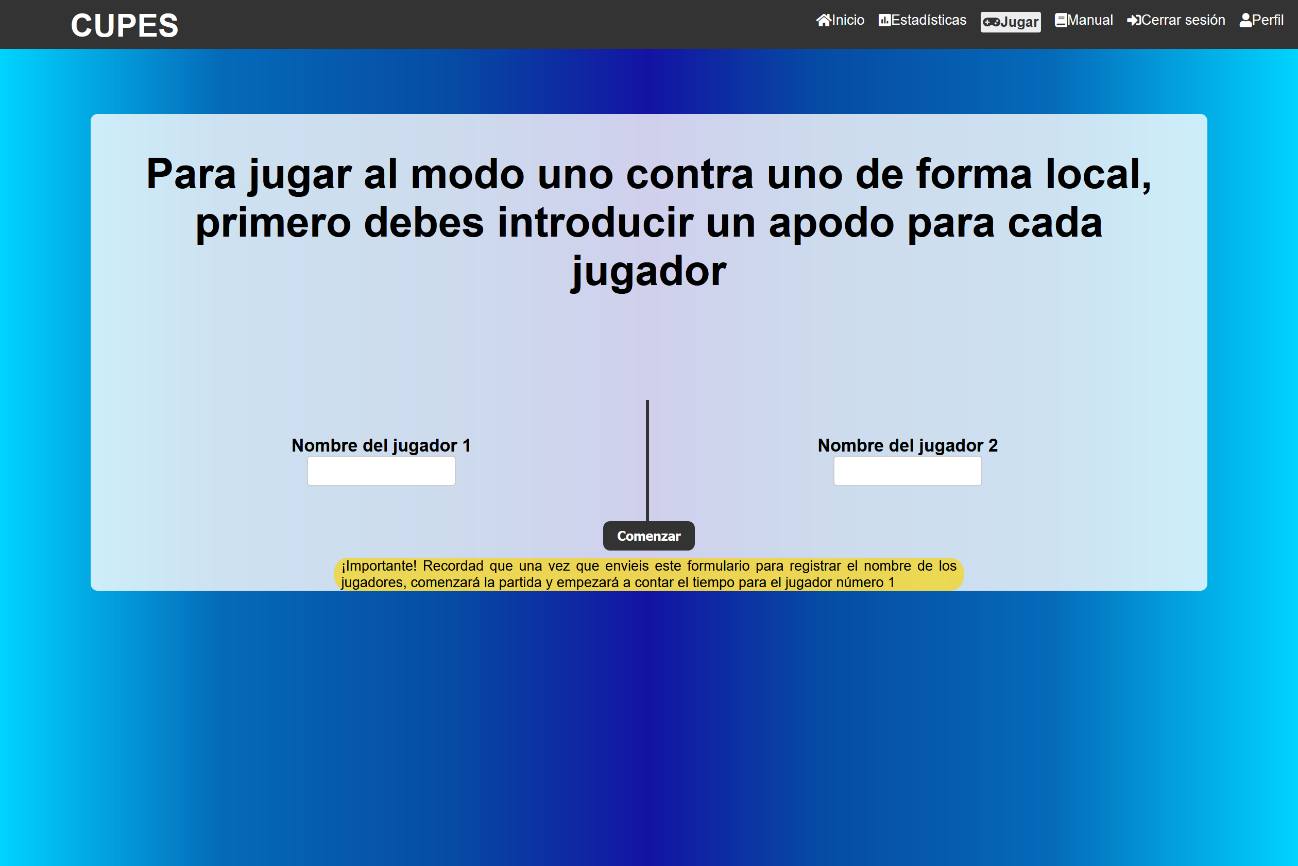 CUPES
Inicio Estadísticas Jugar Manual Cerrar sesión Perfil
Para jugar al modo uno contra uno de forma local,
primero debes introducir un apodo para cada
jugador
Nombre del jugador 1
Nombre del jugador 2
Comenzar
¡Importante! Recordad que una vez que envieis este formulario para registrar el nombre de los
jugadores, comenzará la partida y empezará a contar el tiempo para el jugador número 1